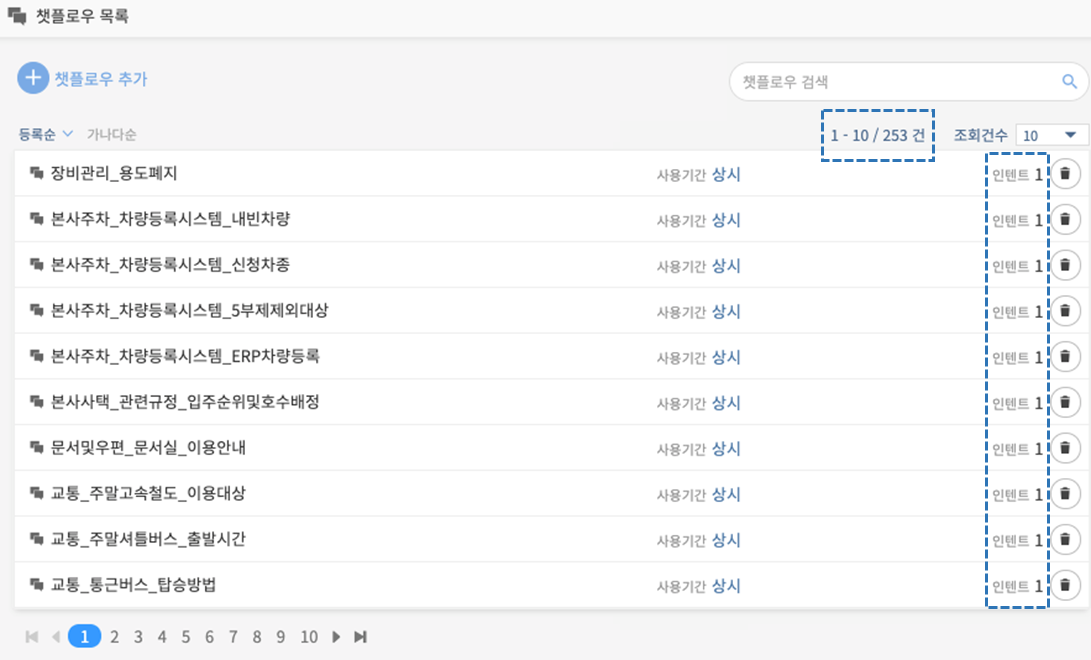 챗플로우 목록
챗플로우 추가
챗플로우 검색
등록순 가나다순 1 - 10 / 253 건 조회건수 10
장비관리_용도폐지 사용기간 상시 인텐트 1
본사주차_차량등록시스템_내빈차량 사용기간 상시 인텐트 1
본사주차_차량등록시스템_신청차종 사용기간 상시 인텐트 1
본사주차_차량등록시스템_5부제제외대상 사용기간 상시 인텐트 1
본사주차_차량등록시스템_ERP차량등록 사용기간 상시 인텐트 1
본사사택_관련규정_입주순위및호수배정 사용기간 상시 인텐트 1
문서및우편_문서실_이용안내 사용기간 상시 인텐트 1
교통_주말고속철도_이용대상 사용기간 상시 인텐트 1
교통_주말셔틀버스_출발시간 사용기간 상시 인텐트 1
교통_통근버스_탑승방법 사용기간 상시 인텐트 1
1 2 3 4 5 6 7 8 9 10